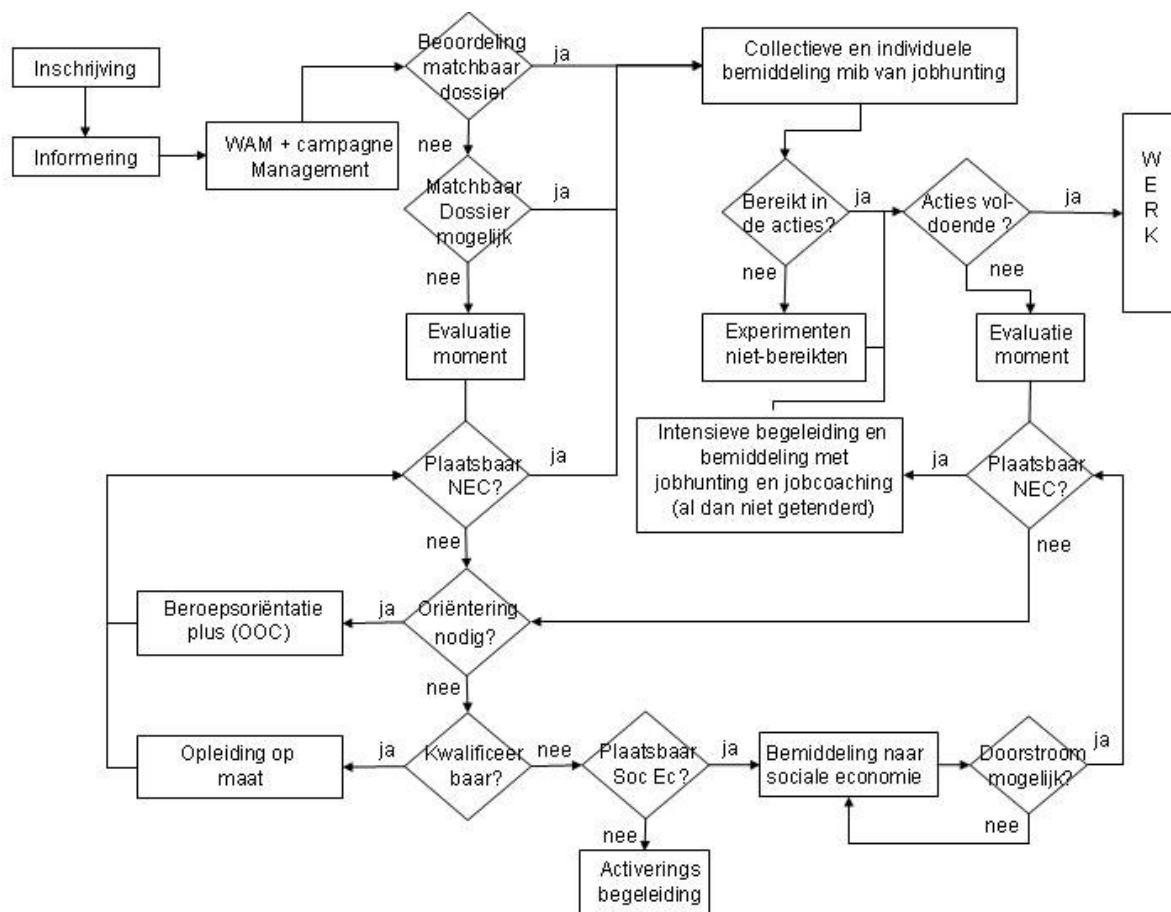 Inschrijving
Informering
WAM + campagne
Management
Beoordeling
matchbaar
dossier
ja
nee
Matchbaar
Dossier
mogelijk
ja
nee
Evaluatie
moment
Plaatsbaar
NEC?
ja
nee
Oriëntering
nodig?
ja
Beroepsoriëntatie
plus (OOC)
nee
Kwalificeer
baar?
ja
Opleiding op
maat
nee
Plaatsbaar
Soc Ec?
nee
Activerings
begeleiding
ja
Bemiddeling naar
sociale economie
Doorstroom
mogelijk?
nee
ja
Collectieve en individuele
bemiddeling mib van jobhunting
Bereikt in
de acties?
nee
Experimenten
niet-bereikten
ja
Acties vol-
doende ?
ja
W
E
R
K
nee
Evaluatie
moment
Plaatsbaar
NEC?
ja
Intensieve begeleiding en
bemiddeling met
jobhunting en jobcoaching
(al dan niet getenderd)
nee